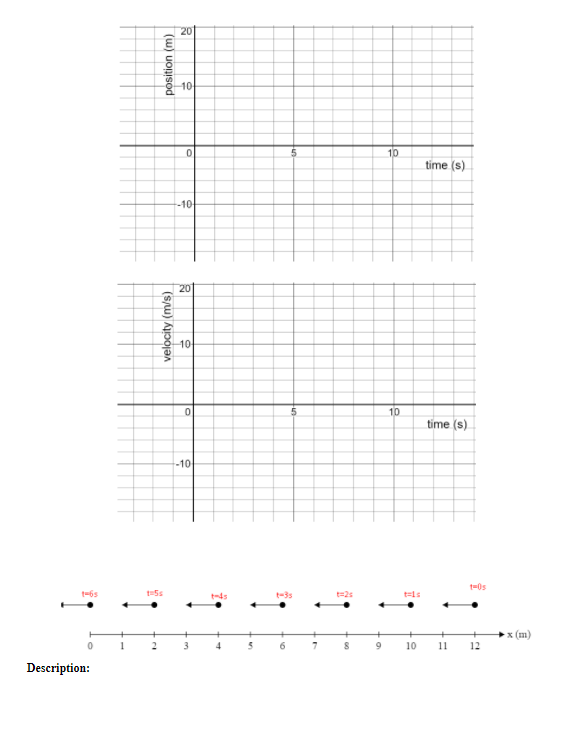 20
position (m)
10
0
5
10
time (s)
-10
20
velocity (m/s)
10
0
5
10
time (s)
-10
t=6s t=5s t=4s t=3s t=2s t=1s t=0s
0 1 2 3 4 5 6 7 8 9 10 11 12 x (m)
Description: